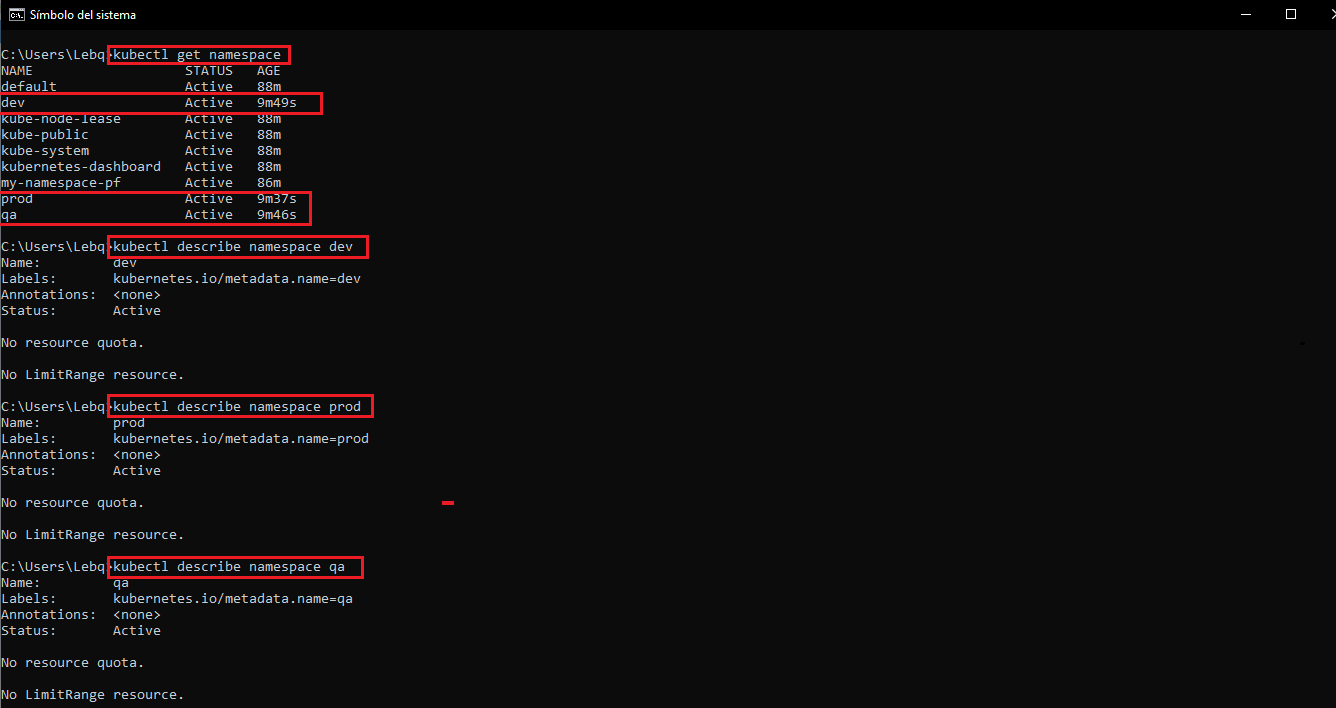 Símbolo del sistema
C:\Users\Lebq>kubectl get namespace
NAME                   STATUS   AGE
default                Active   88m
dev                    Active   9m49s
kube-node-lease        Active   88m
kube-public            Active   88m
kube-system            Active   88m
kubernetes-dashboard   Active   88m
my-namespace-pf        Active   86m
prod                   Active   9m37s
qa                     Active   9m46s
C:\Users\Lebq>kubectl describe namespace dev
Name:         dev
Labels:       kubernetes.io/metadata.name=dev
Annotations:  <none>
Status:       Active
No resource quota.
No LimitRange resource.
C:\Users\Lebq>kubectl describe namespace prod
Name:         prod
Labels:       kubernetes.io/metadata.name=prod
Annotations:  <none>
Status:       Active
No resource quota.
No LimitRange resource.
C:\Users\Lebq>kubectl describe namespace qa
Name:         qa
Labels:       kubernetes.io/metadata.name=qa
Annotations:  <none>
Status:       Active
No resource quota.
No LimitRange resource.